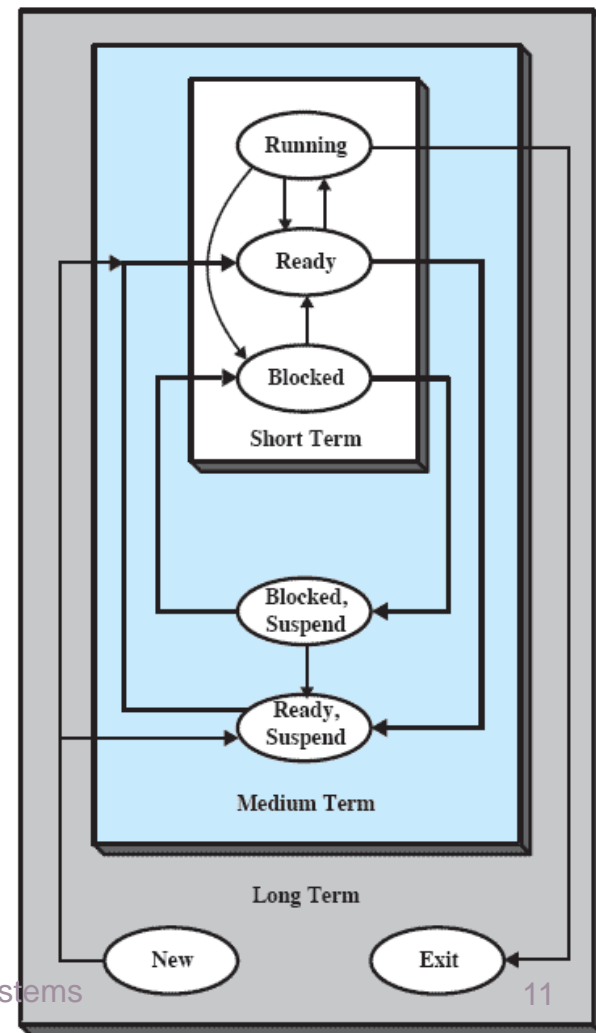 Running
Ready
Blocked
Short Term
Blocked,
Suspend
Ready,
Suspend
Medium Term
Long Term
New
Exit
stems
11